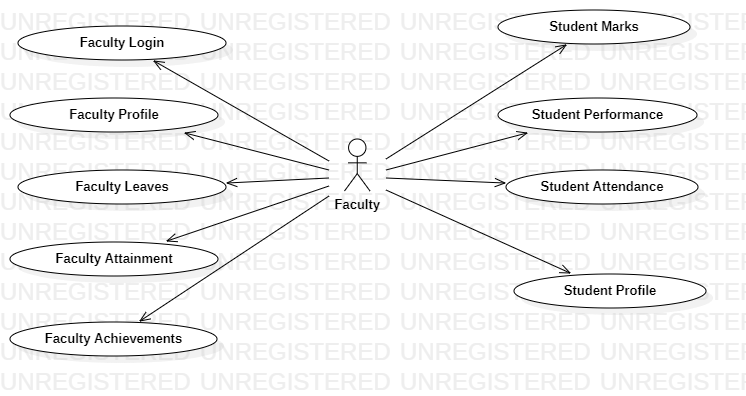 UNREGISTERED UNREGISTERED UNREGISTERED UNREGISTERED
Faculty Login
Student Marks
Faculty Profile
Student Performance
Faculty Leaves
Student Attendance
Faculty
Faculty Attainment
Student Profile
Faculty Achievements